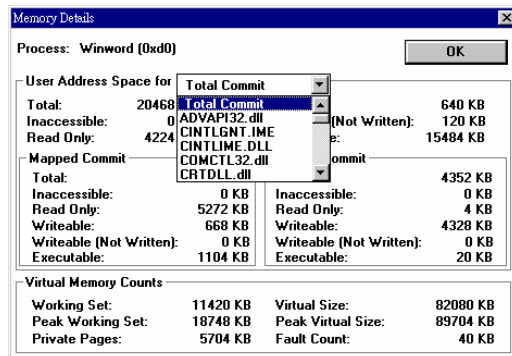 Memory Details
Process: Winword (0xd0)
OK
User Address Space for Total Commit
Total: 20468 Total Commit 640 KB
Inaccessible: 0 ADVAPI32.dll (Not Written): 120 KB
Read Only: 4224 CINTLGNT.IME 15484 KB
CINTLIME.DLL
Mapped Commit COMCTL32.dll
CRTDLL.dll
Total: 4352 KB
Inaccessible: 0 KB Inaccessible: 0 KB
Read Only: 5272 KB Read Only: 4 KB
Writeable: 668 KB Writeable: 4328 KB
Writeable (Not Written): 0 KB Writeable (Not Written): 0 KB
Executable: 1104 KB Executable: 20 KB
Virtual Memory Counts
Working Set: 11420 KB Virtual Size: 82080 KB
Peak Working Set: 18748 KB Peak Virtual Size: 89704 KB
Private Pages: 5704 KB Fault Count: 40 KB